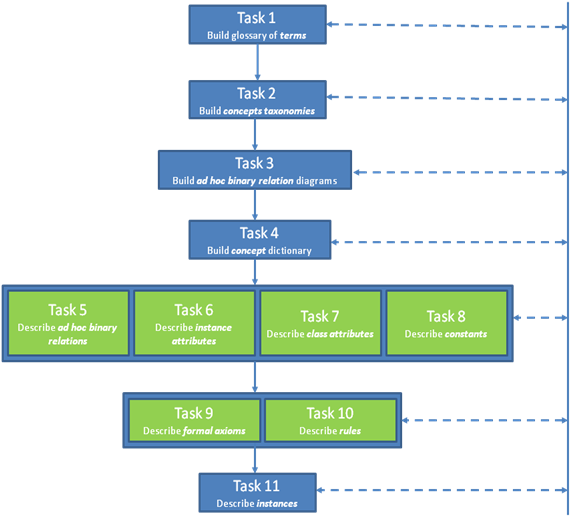 Task 1
Build glossary of terms
Task 2
Build concepts taxonomies
Task 3
Build ad hoc binary relation diagrams
Task 4
Build concept dictionary
Task 5
Describe ad hoc binary
relations
Task 6
Describe instance
attributes
Task 7
Describe class attributes
Task 8
Describe constants
Task 9
Describe formal axioms
Task 10
Describe rules
Task 11
Describe instances